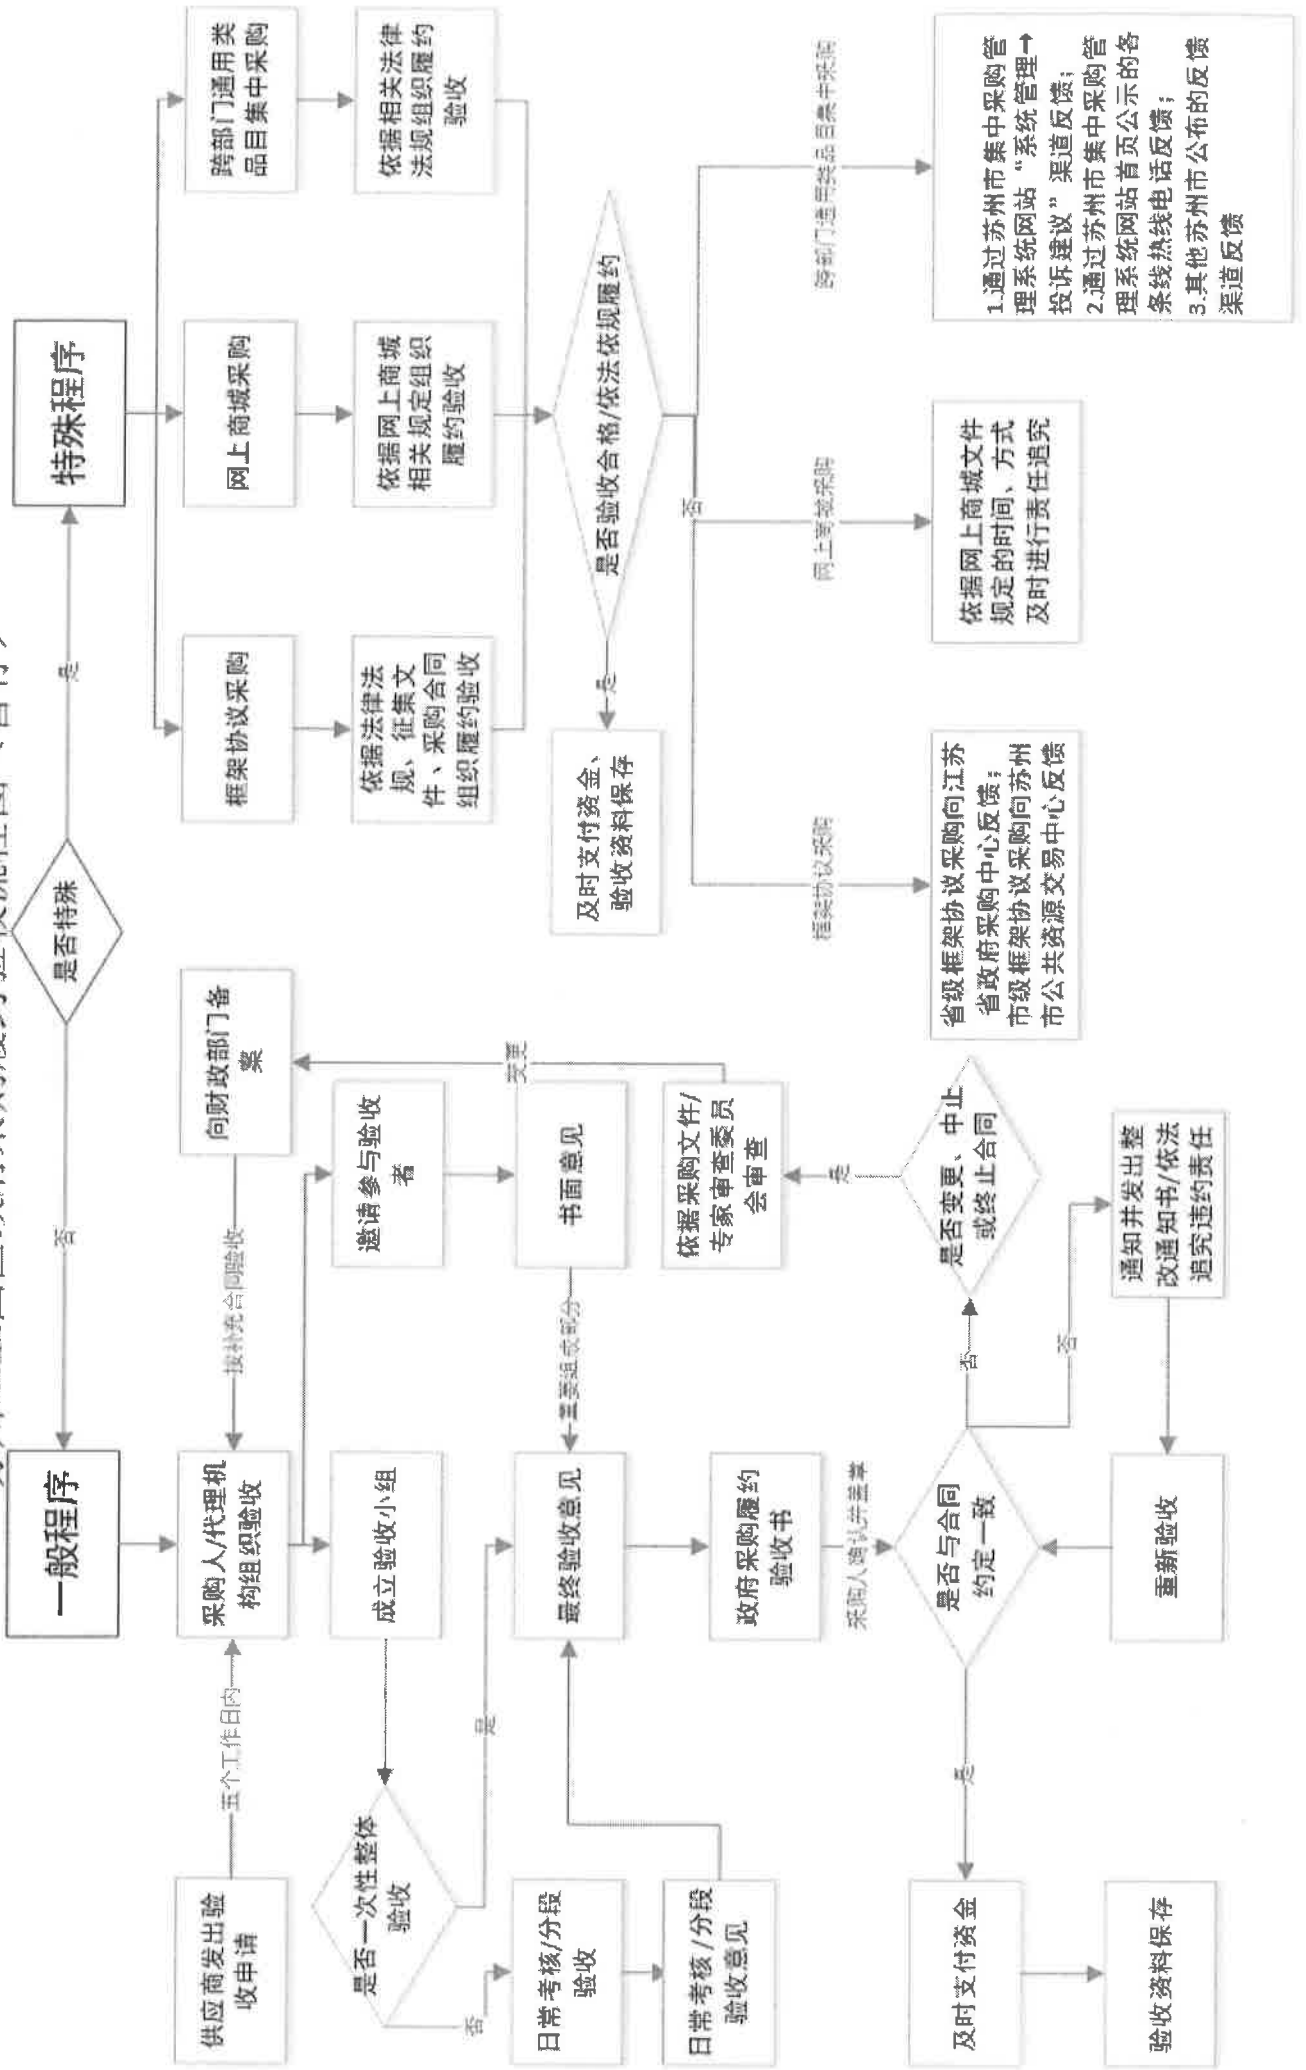 是否特殊
否
是
一般程序
特殊程序
供应商发出验
收申请
五个工作日内
采购人/代理机
构组织验收
按补充合同验收
向财政部门备
案
成立验收小组
邀请参与验收
者
是否一次性整体
验收
是
否
日常考核/分段
验收
日常考核/分段
验收意见
最终验收意见
重要组成部分
书面意见
政府采购履约
验收书
采购人确认并盖章
是否与合同
约定一致
是
否
否
及时支付资金
验收资料保存
是否变更、中止
或终止合同
是
依据采购文件/
专家审查委员
会审查
变更
通知并发出整
改通知书/依法
追究违约责任
重新验收
框架协议采购
网上商城采购
跨部门通用类
品目集中采购
依据法律法
规、征集文
件、采购合同
组织履约验收
依据网上商城
相关规定组织
履约验收
依据相关法律
法规组织履约
验收
是否验收合格/依法依规履约
是
及时支付资金、
验收资料保存
否
框架协议采购
网上商城采购
跨部门通用类品目集中采购
省级框架协议采购向江苏
省政府采购中心反馈；
市级框架协议采购向苏州
市公共资源交易中心反馈
依据网上商城文件
规定的时间、方式
及时进行责任追究
1.通过苏州市集中采购管
理系统网站“系统管理→
投诉建议”渠道反馈；
2.通过苏州市集中采购管
理系统网站首页公示的各
条线热线电话反馈；
3.其他苏州市公布的反馈
渠道反馈